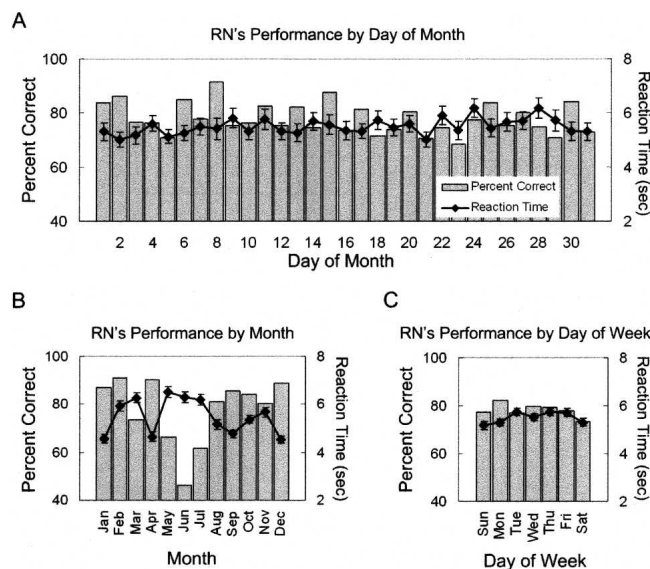 A
RN's Performance by Day of Month
100
80
60
40
Percent Correct
8
6
4
2
Reaction Time (sec)
Percent Correct
Reaction Time
2 4 6 8 10 12 14 16 18 20 22 24 26 28 30
Day of Month
B
RN's Performance by Month
100
80
60
40
Percent Correct
8
6
4
2
Reaction Time (sec)
Jan Feb Mar Apr May Jun Jul Aug Sep Oct Nov Dec
Month
C
RN's Performance by Day of Week
100
80
60
40
Percent Correct
8
6
4
2
Reaction Time (sec)
Sun Mon Tue Wed Thu Fri Sat
Day of Week